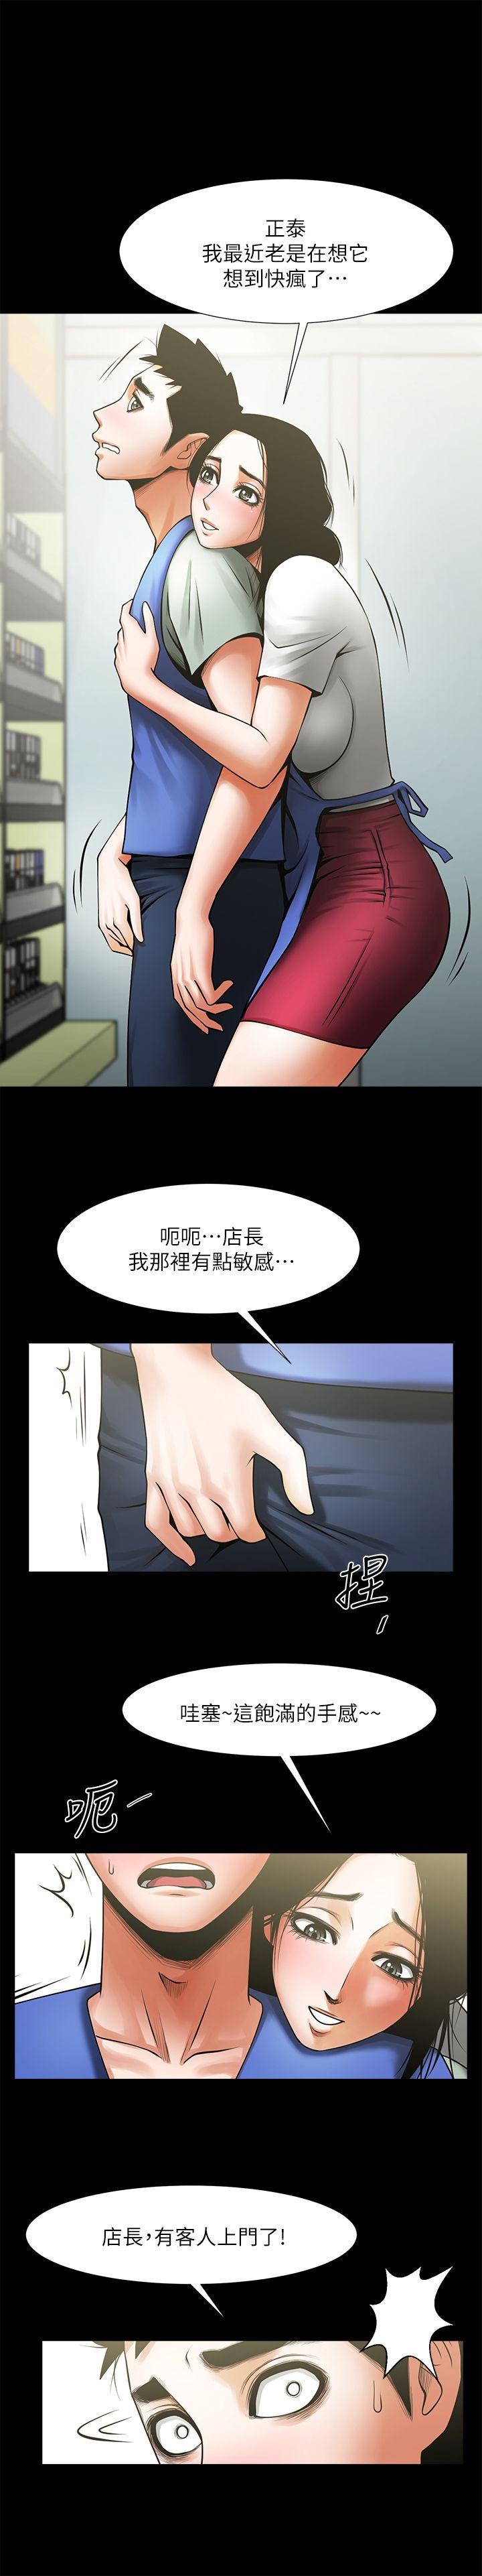 正泰
我最近老是在想它
想到快瘋了…
呃呃…店長
我那裡有點敏感…
捏
哇塞~這飽滿的手感~~
呃
店長,有客人上門了!